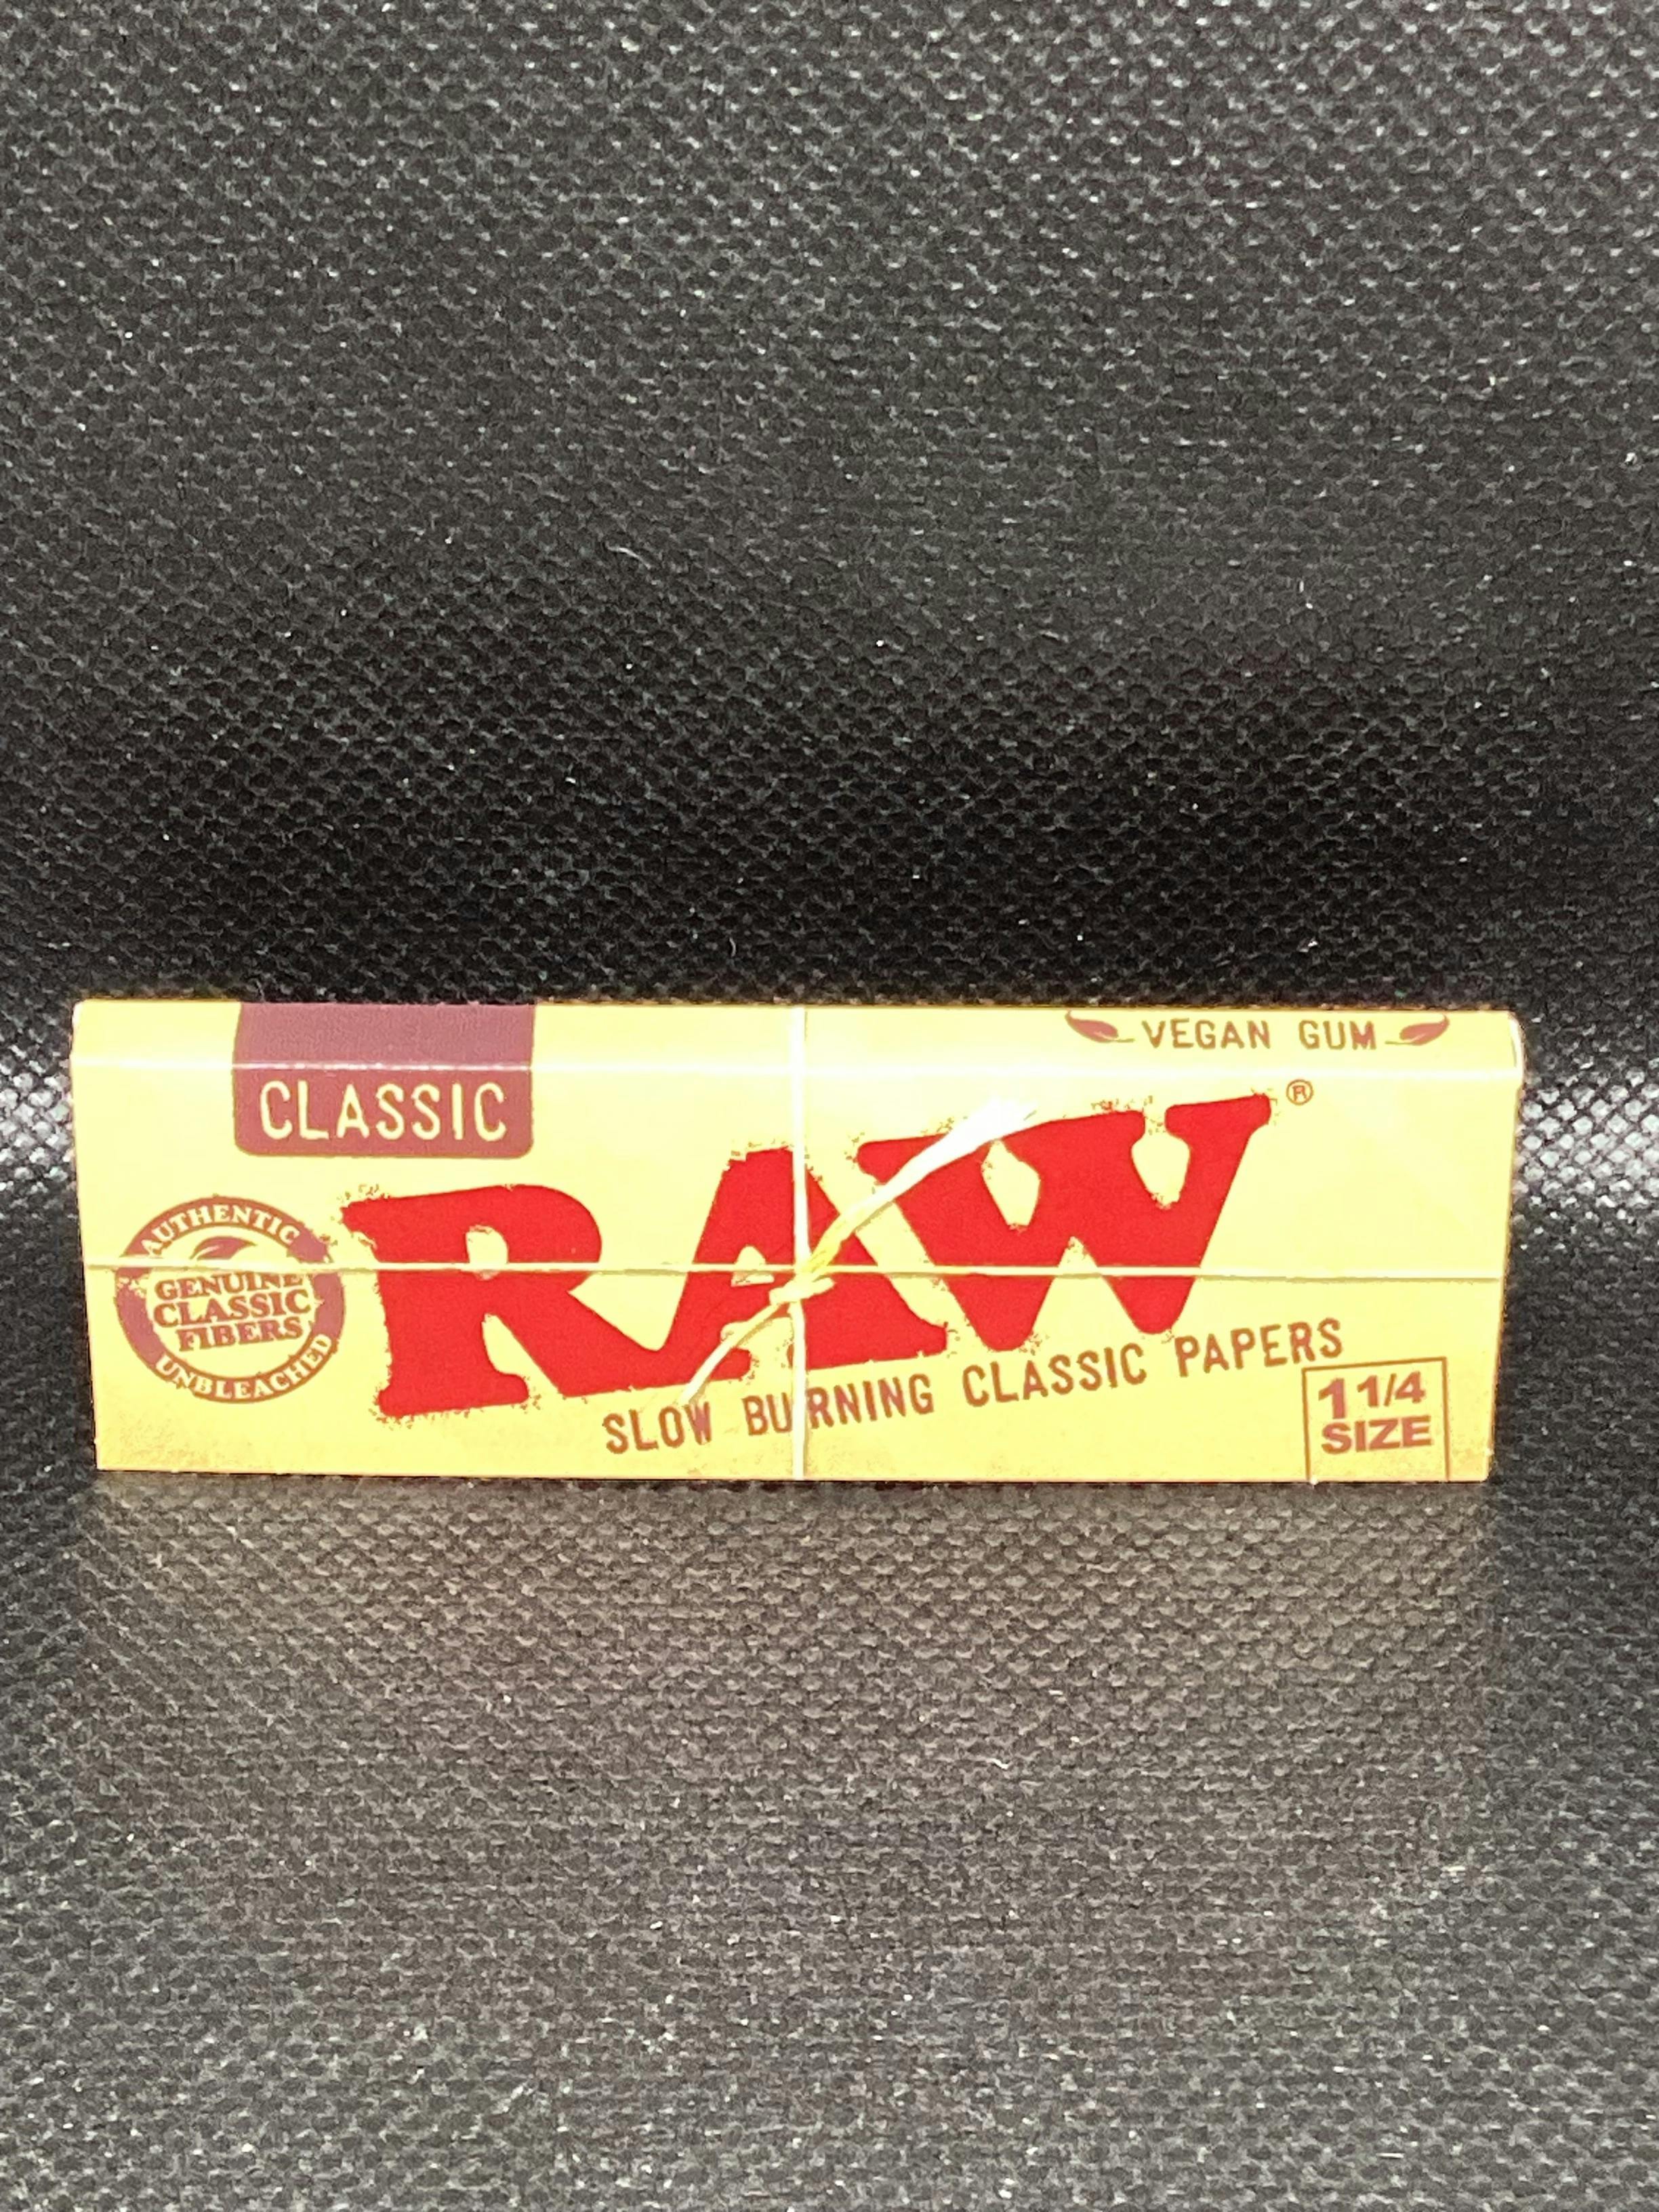 CLASSIC
VEGAN GUM
RAW®
AUTHENTIC
GENUINE
CLASSIC
FIBERS
UNBLEACHED
SLOW BURNING CLASSIC PAPERS
1 1/4
SIZE